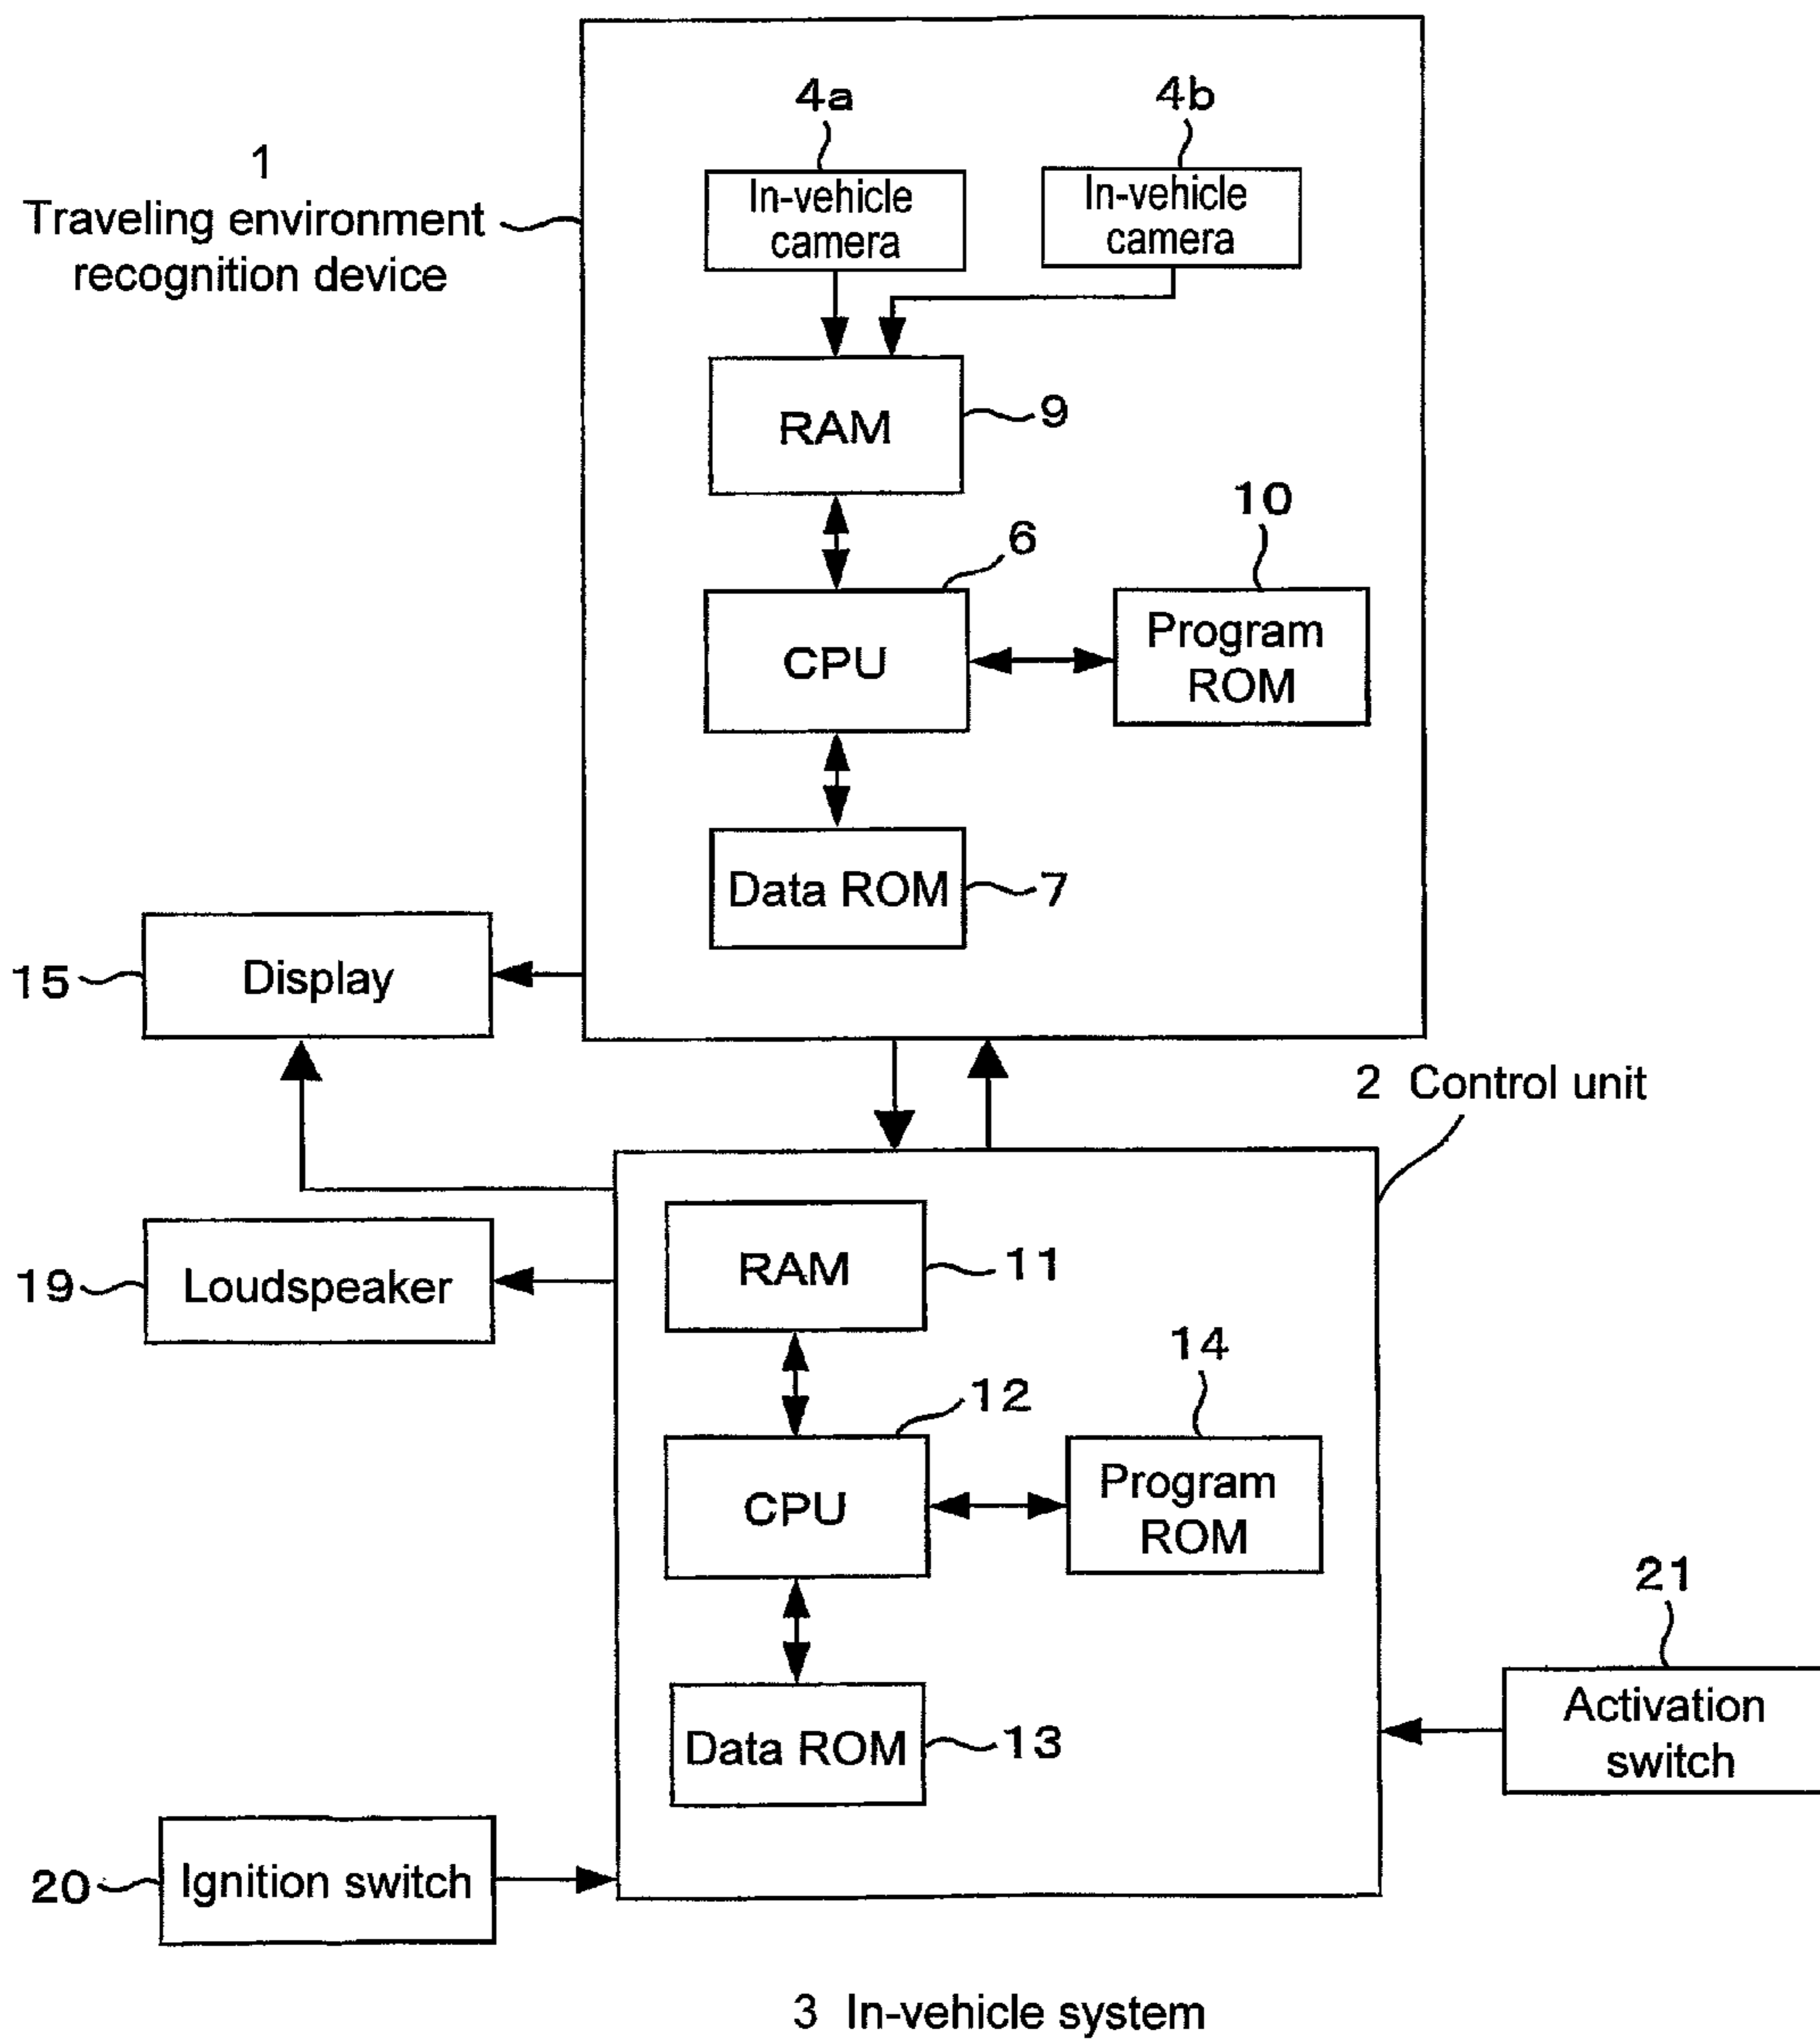 4a
4b
1
Traveling environment
recognition device
In-vehicle
camera
In-vehicle
camera
RAM
9
10
6
CPU
Program
ROM
Data ROM
7
15
Display
2 Control unit
RAM
11
19
Loudspeaker
14
12
CPU
Program
ROM
21
Activation
switch
Data ROM
13
20
Ignition switch
3 In-vehicle system